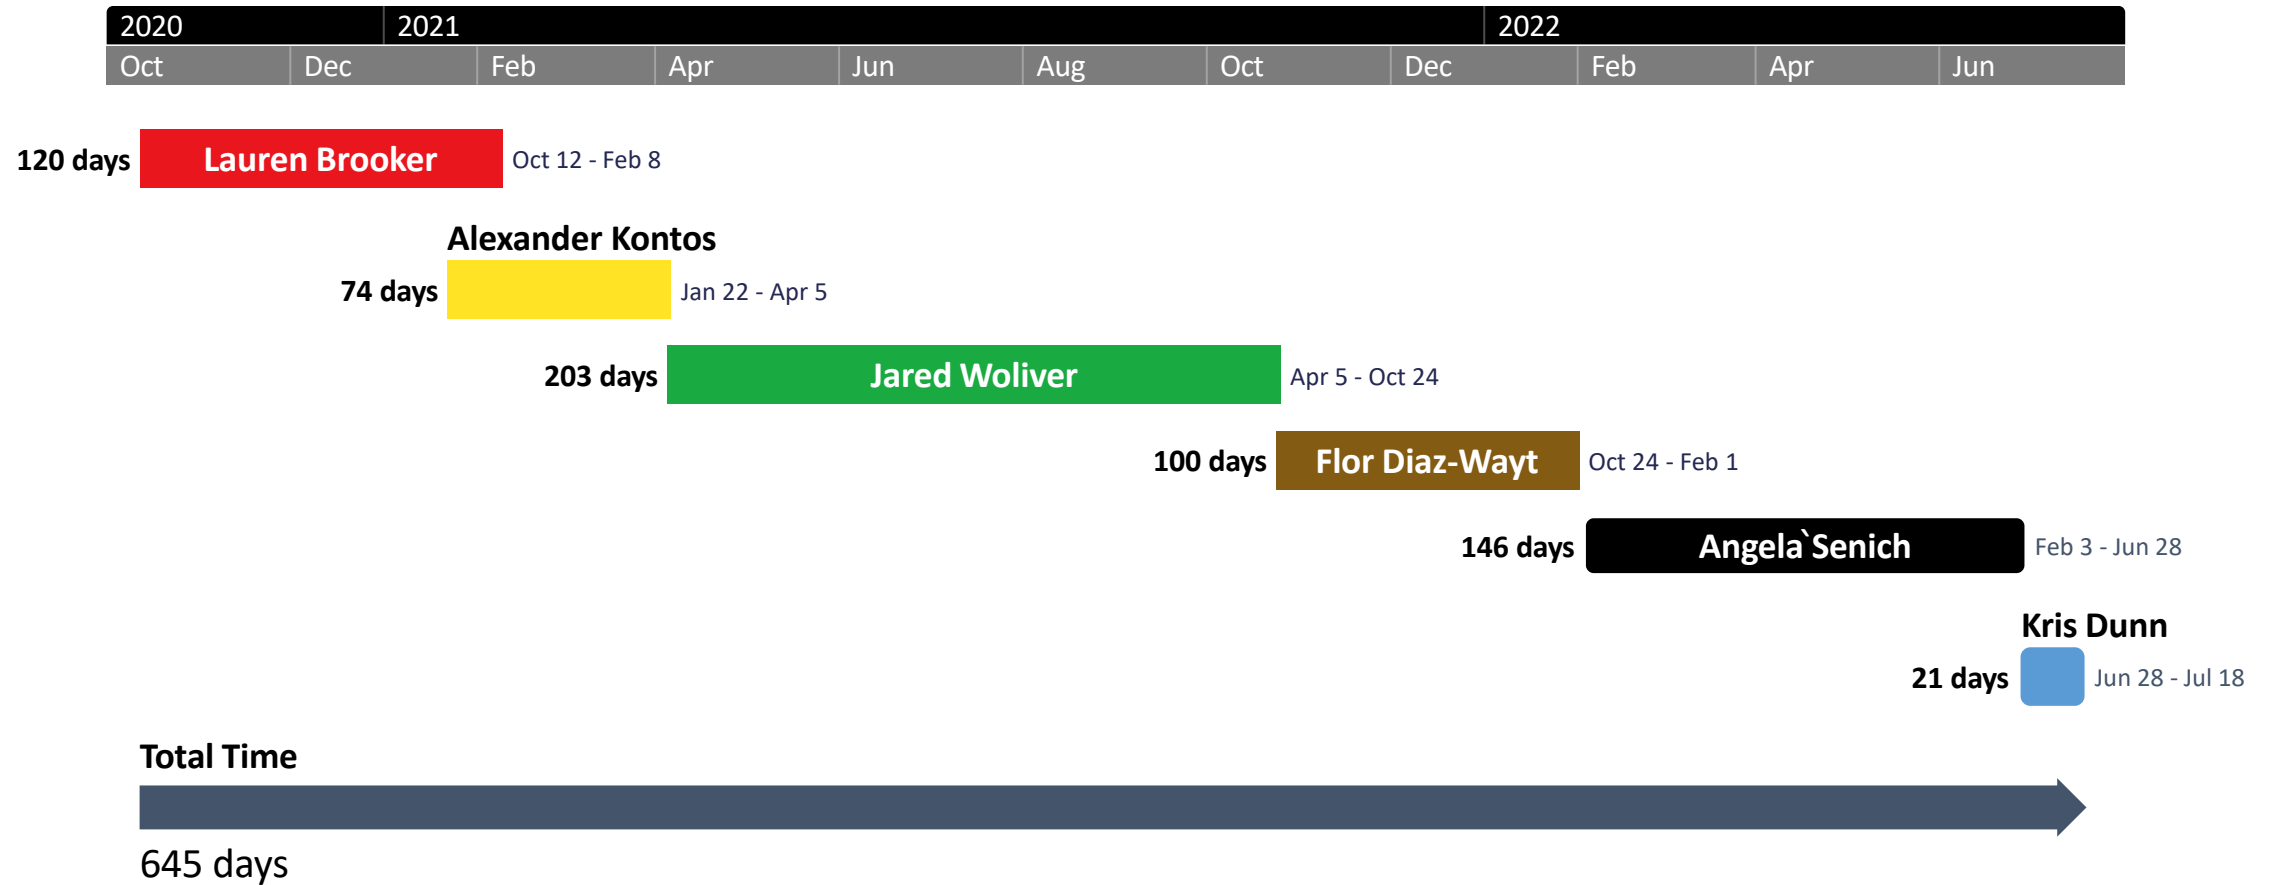 2020 2021 2022
Oct Dec Feb Apr Jun Aug Oct Dec Feb Apr Jun
120 days Lauren Brooker Oct 12 - Feb 8
Alexander Kontos
74 days Jan 22 - Apr 5
203 days Jared Woliver Apr 5 - Oct 24
100 days Flor Diaz-Wayt Oct 24 - Feb 1
146 days Angela`Senich Feb 3 - Jun 28
Kris Dunn
21 days Jun 28 - Jul 18
Total Time
645 days